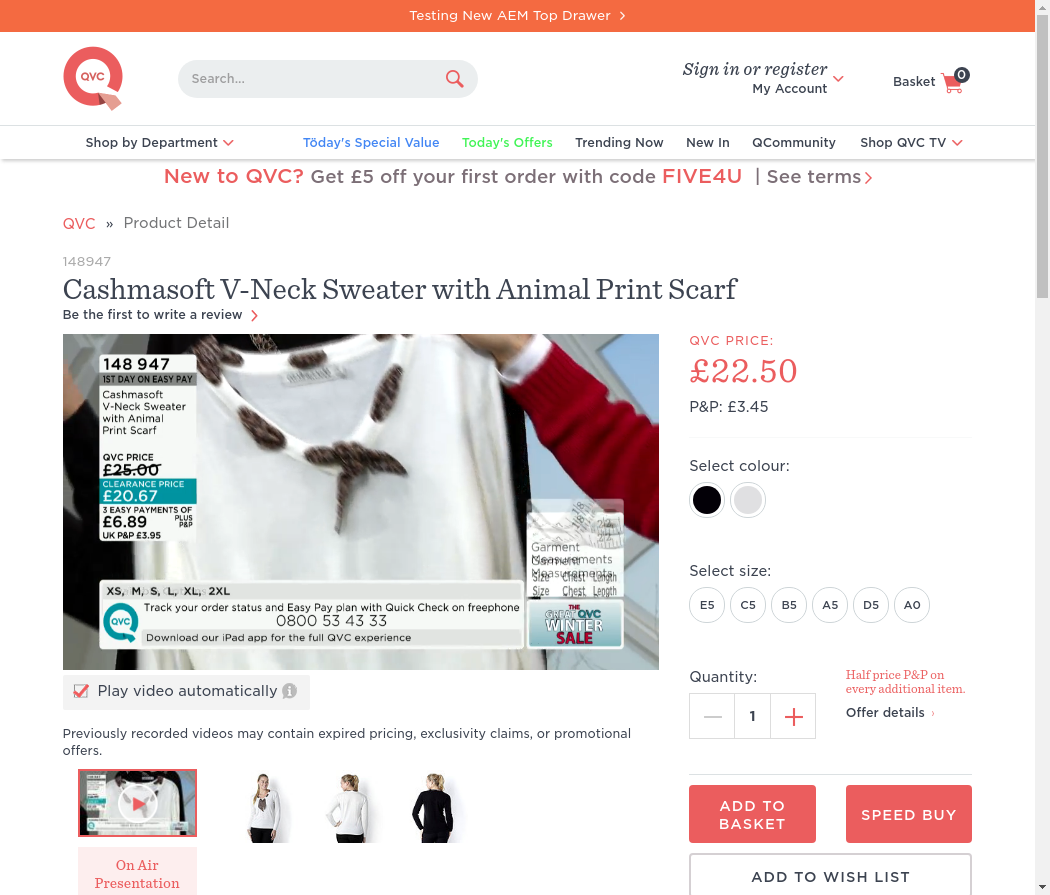 Testing New AEM Top Drawer
QVC
Search...
Sign in or register
My Account
Basket
0
Shop by Department
Töday's Special Value
Today's Offers
Trending Now
New In
QCommunity
Shop QVC TV
New to QVC? Get £5 off your first order with code FIVE4U | See terms
QVC » Product Detail
148947
Cashmasoft V-Neck Sweater with Animal Print Scarf
Be the first to write a review
148 947
1ST DAY ON EASY PAY
Cashmasoft
V-Neck Sweater
with Animal
Print Scarf
QVC PRICE
£25.00
CLEARANCE PRICE
£20.67
3 EASY PAYMENTS OF
£6.89 PLUS P&P
UK P&P £3.95
Garment
Measurements
Size Chest Length
XS, M, S, L, XL, 2XL
Track your order status and Easy Pay plan with Quick Check on freephone
0800 53 43 33
Download our iPad app for the full QVC experience
QVC
THE
GREAT QVC
WINTER
SALE
Play video automatically
Previously recorded videos may contain expired pricing, exclusivity claims, or promotional
offers.
On Air
Presentation
QVC PRICE:
£22.50
P&P: £3.45
Select colour:
Select size:
E5 C5 B5 A5 D5 A0
Quantity:
1
Half price P&P on
every additional item.
Offer details
ADD TO
BASKET
SPEED BUY
ADD TO WISH LIST